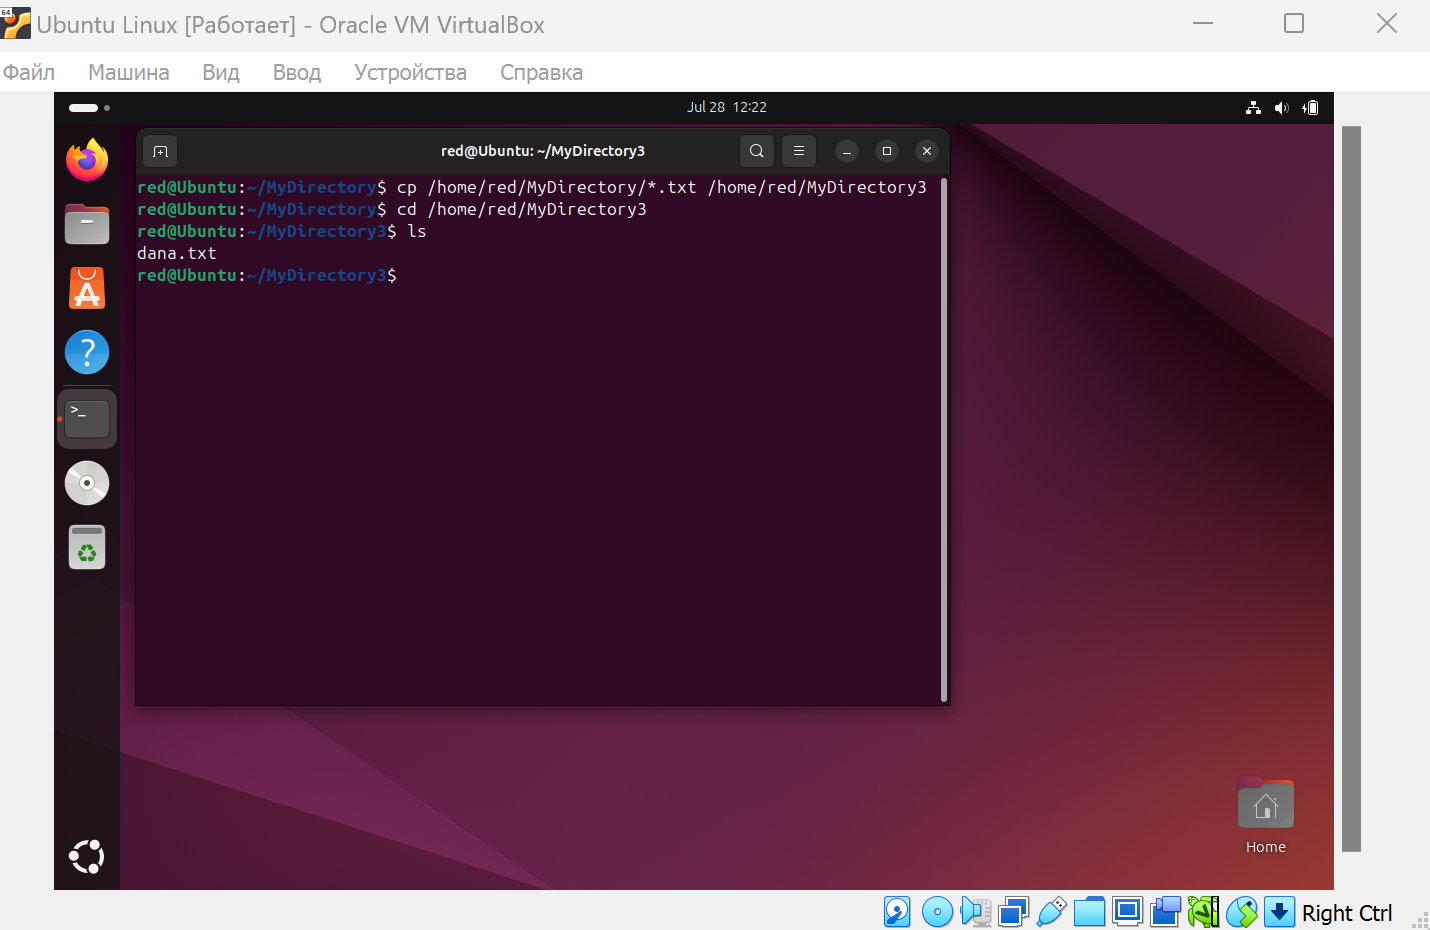 64
Ubuntu Linux [Работает] - Oracle VM VirtualBox
Файл Машина Вид Ввод Устройства Справка
Jul 28 12:22
red@Ubuntu: ~/MyDirectory3
red@Ubuntu:~/MyDirectory$ cp /home/red/MyDirectory/*.txt /home/red/MyDirectory3
red@Ubuntu:~/MyDirectory$ cd /home/red/MyDirectory3
red@Ubuntu:~/MyDirectory3$ ls
dana.txt
red@Ubuntu:~/MyDirectory3$
Home
Right Ctrl